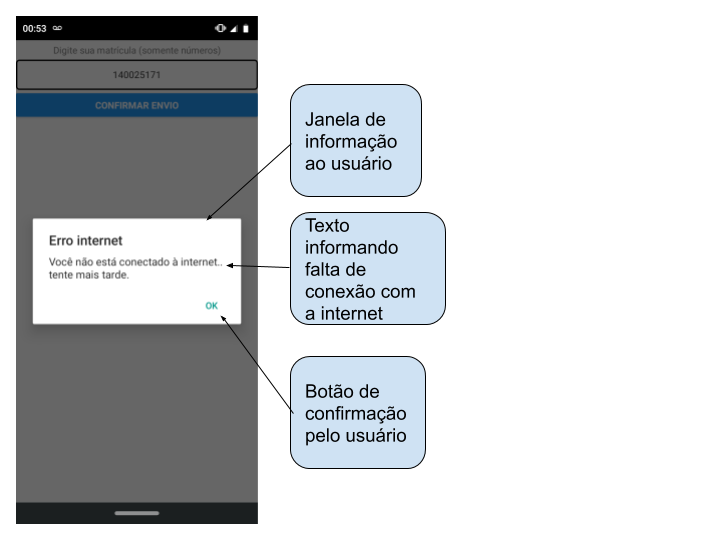 00:53
Digite sua matrícula (somente números)
140025171
CONFIRMAR ENVIO
Erro internet
Você não está conectado à internet..
tente mais tarde.
OK
Janela de
informação
ao usuário
Texto
informando
falta de
conexão com
a internet
Botão de
confirmação
pelo usuário